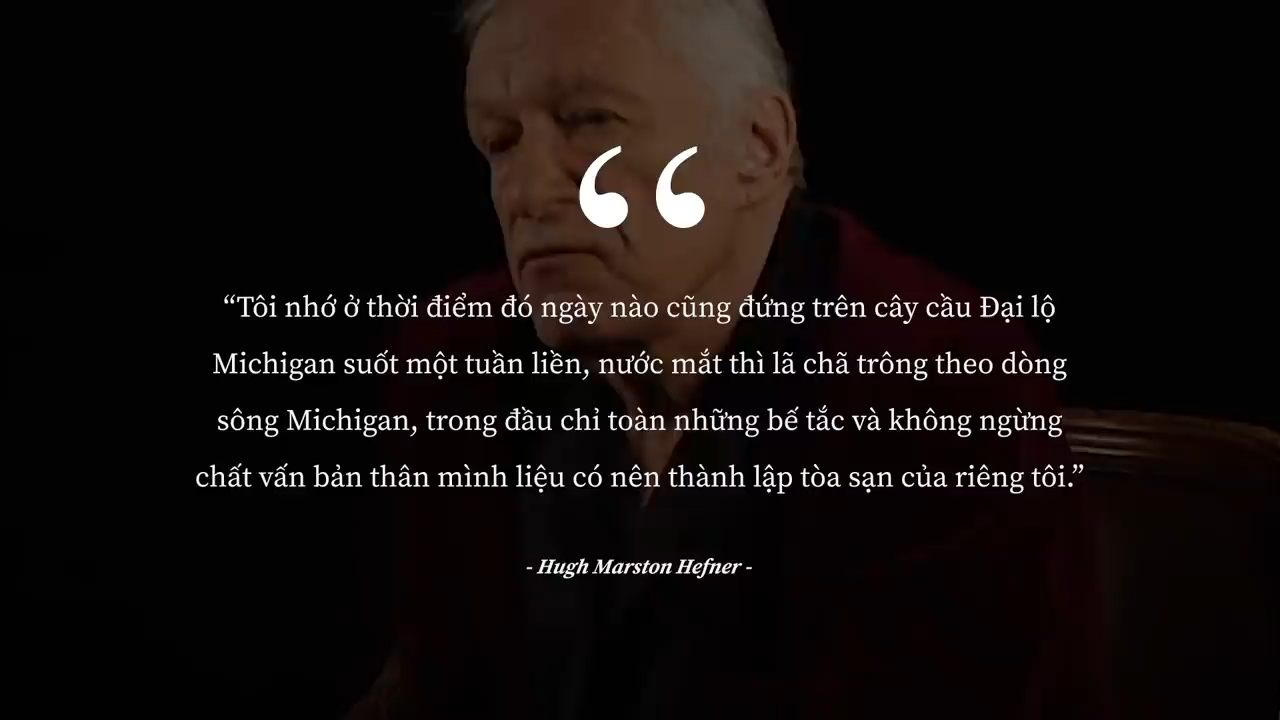 “
“Tôi nhớ ở thời điểm đó ngày nào cũng đứng trên cây cầu Đại lộ
Michigan suốt một tuần liền, nước mắt thì lã chã trông theo dòng
sông Michigan, trong đầu chỉ toàn những bế tắc và không ngừng
chất vấn bản thân mình liệu có nên thành lập tòa sạn của riêng tôi.”
- Hugh Marston Hefner -